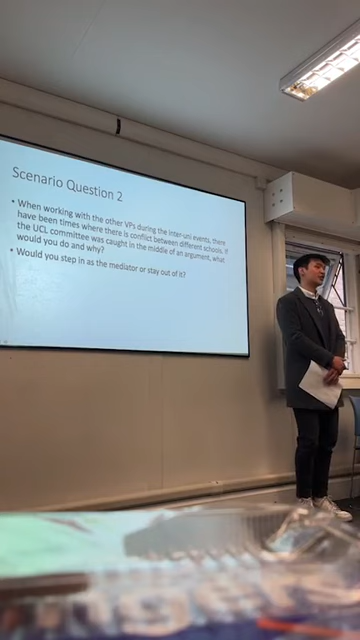 Scenario Question 2
• When working with the other VPs during the inter-uni events, there
have been times where there is conflict between different schools. If
the UCL committee was caught in the middle of an argument, what
would you do and why?
• Would you step in as the mediator or stay out of it?